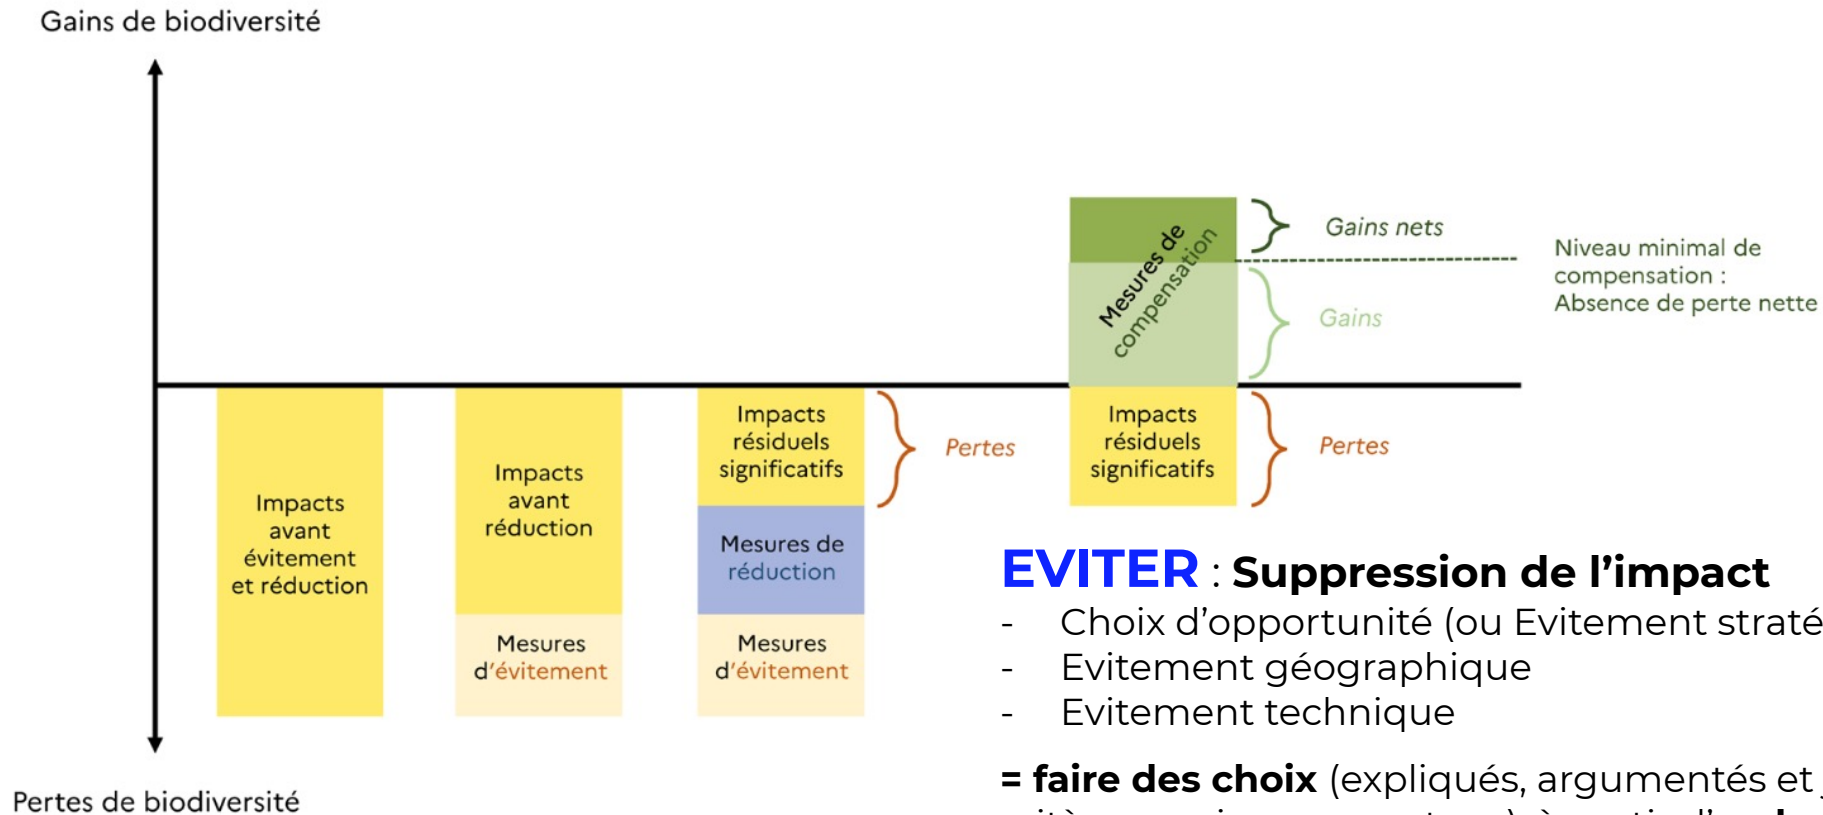 Gains de biodiversité
Gains nets
Niveau minimal de
compensation :
Absence de perte nette
Mesures de
compensation
Gains
Impacts
avant
évitement
et réduction
Impacts
avant
réduction
Mesures
d'évitement
Impacts
résiduels
significatifs
Pertes
Mesures de
réduction
Mesures
d'évitement
Impacts
résiduels
significatifs
Pertes
EVITER : Suppression de l'impact
- Choix d'opportunité (ou Evitement straté
- Evitement géographique
- Evitement technique
= faire des choix (expliqués, argumentés et
Pertes de biodiversité